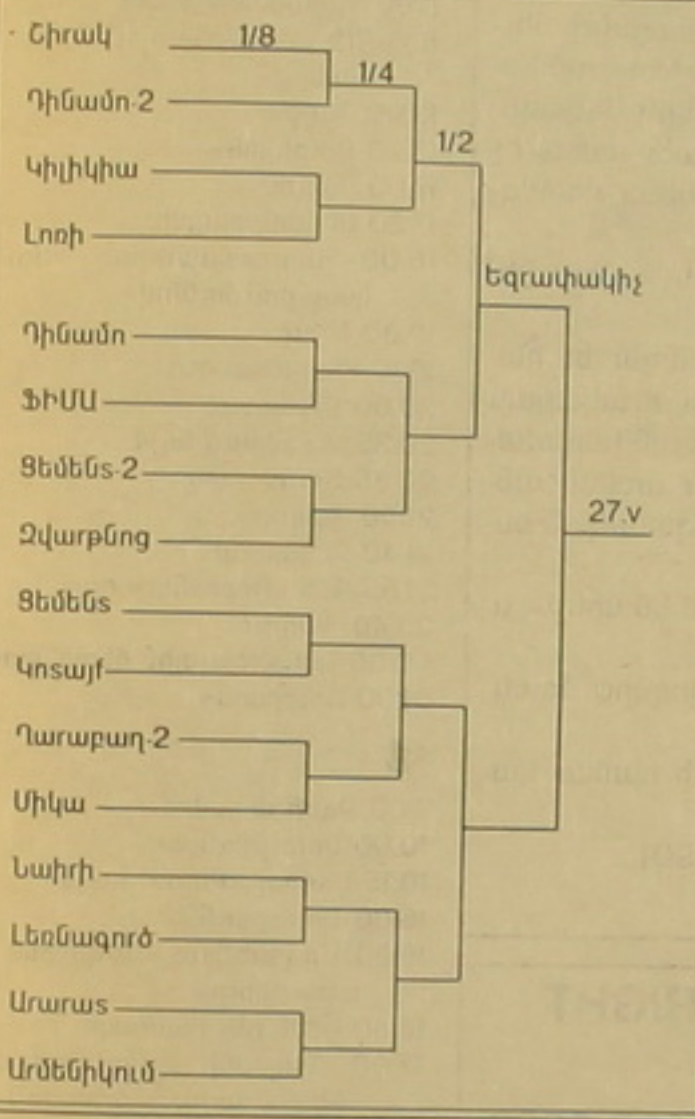 Շիրակ
1/8
1/4
Դինամո-2
1/2
Կիլիկիա
Լոռի
Եզրափակիչ
Դինամո
ՖԻՄԱ
Ցեմենտ-2
27.v
Զվարթնոց
Ցեմենտ
Կոտայք
Ղարաբաղ-2
Միկա
Նաիրի
Լեռնագործ
Արարատ
Արմենիկում